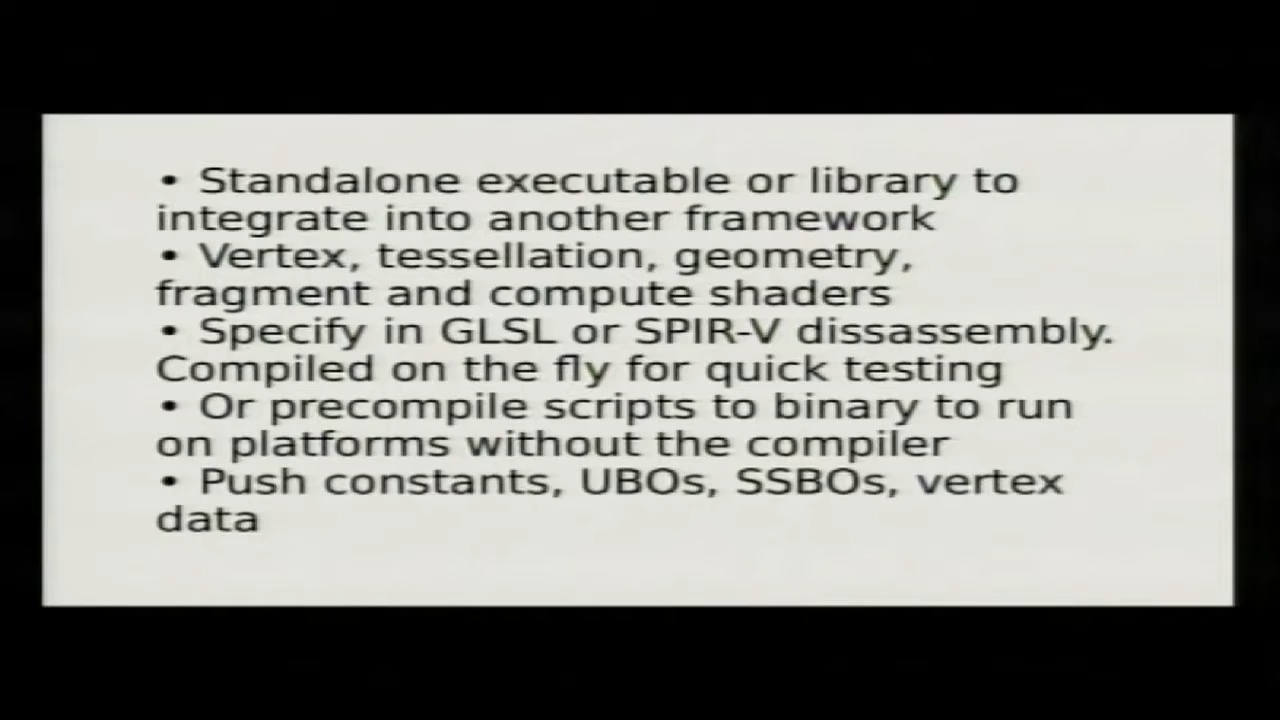 • Standalone executable or library to
integrate into another framework
• Vertex, tessellation, geometry,
fragment and compute shaders
• Specify in GLSL or SPIR-V dissassembly.
Compiled on the fly for quick testing
• Or precompile scripts to binary to run
on platforms without the compiler
• Push constants, UBOs, SSBOs, vertex
data